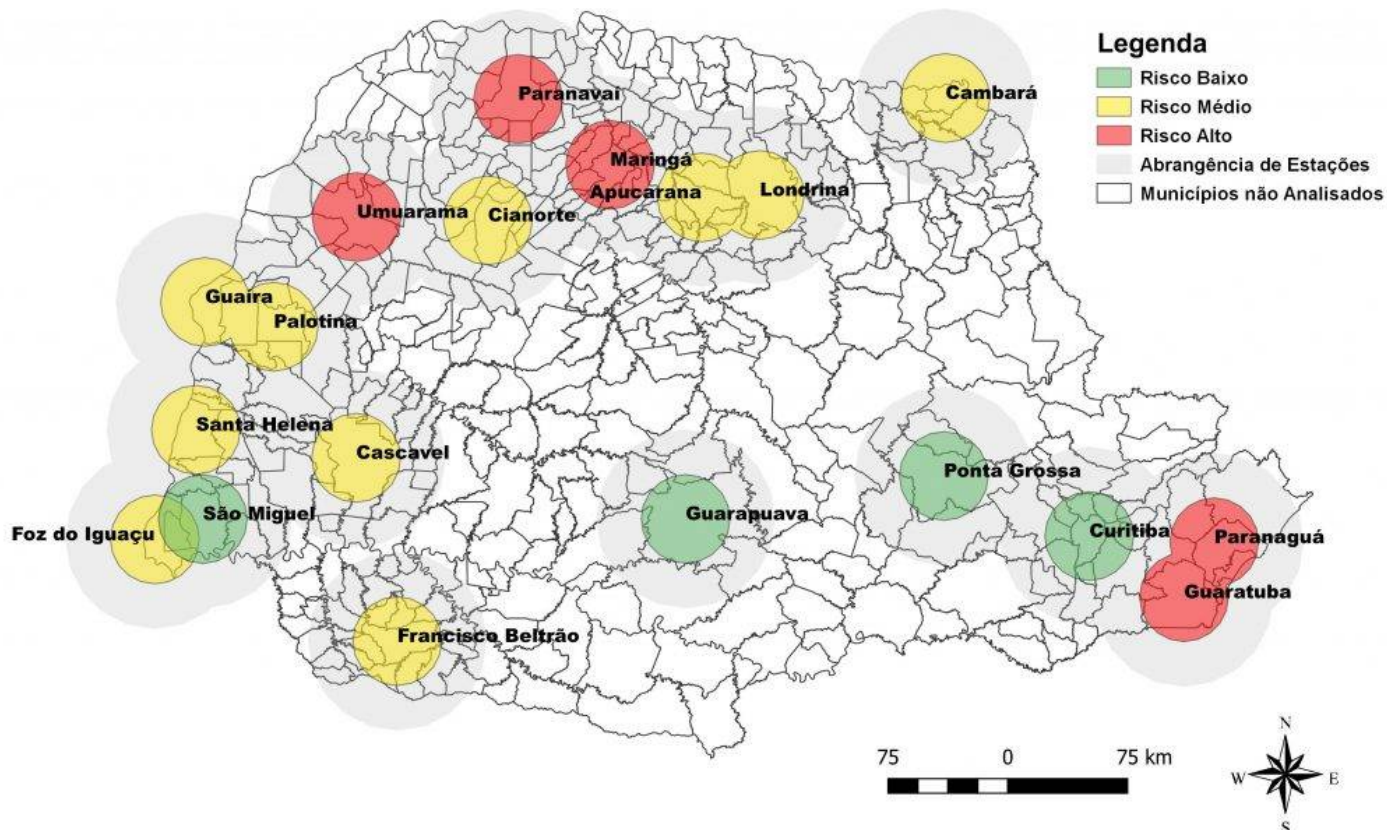 Legenda
Risco Baixo
Risco Médio
Risco Alto
Abrangência de Estações
Municípios não Analisados
Paranavai
Cambará
Maringá
Apucarana
Londrina
Umuarama
Cianorte
Guaira
Palotina
Santa Helena
Cascavel
Ponta Grossa
São Miguel
Guarapuava
Foz do Iguaçu
Curitiba
Paranaguá
Guaratuba
Francisco Beltrão
75 0 75 km
N
W E
S